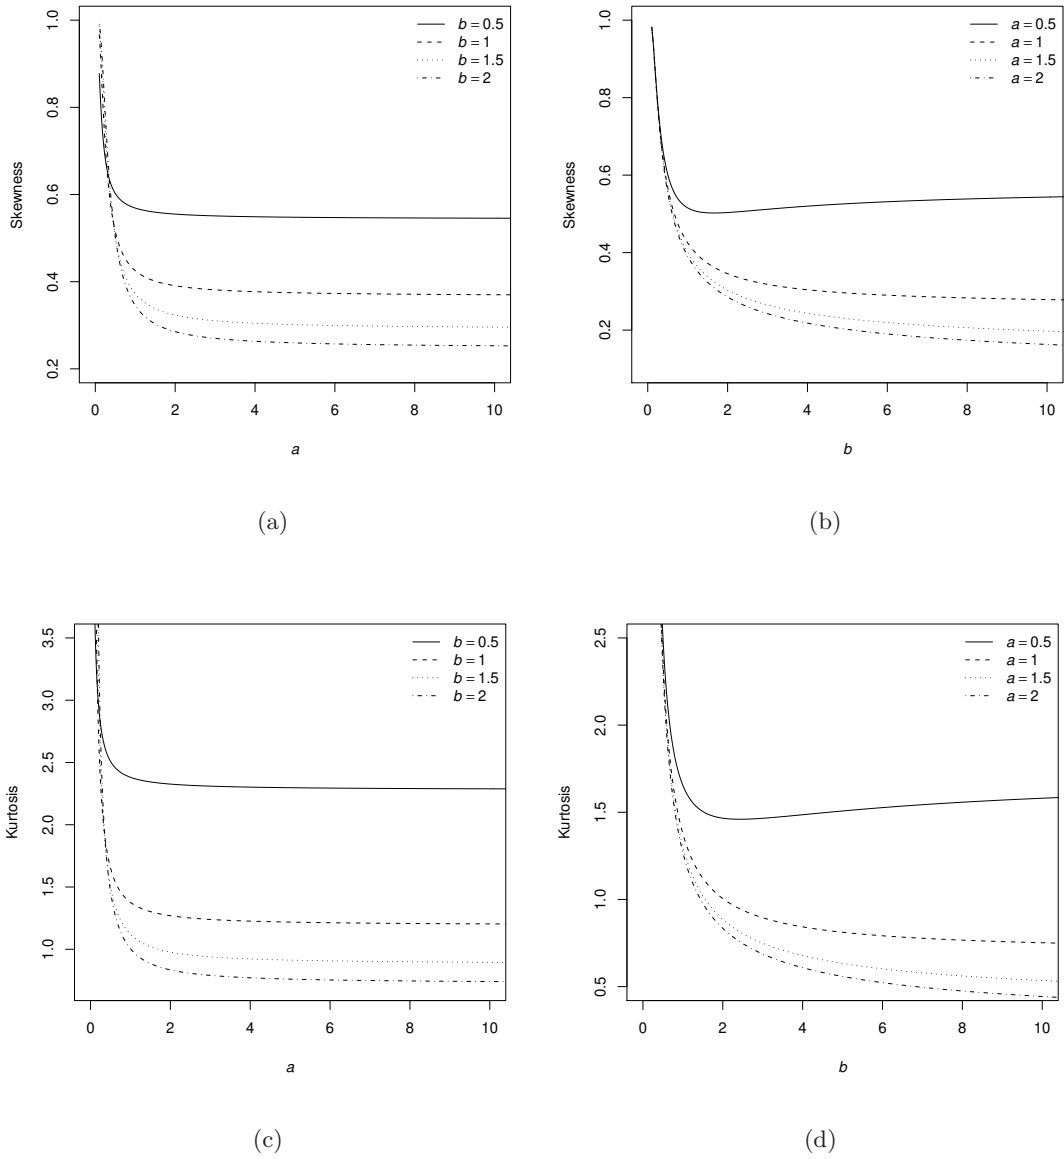 Skewness
1.0
0.8
0.6
0.4
0.2
b = 0.5
b = 1
b = 1.5
b = 2
0 2 4 6 8 10
a
(a)
Skewness
1.0
0.8
0.6
0.4
0.2
a = 0.5
a = 1
a = 1.5
a = 2
0 2 4 6 8 10
b
(b)
Kurtosis
3.5
3.0
2.5
2.0
1.5
1.0
b = 0.5
b = 1
b = 1.5
b = 2
0 2 4 6 8 10
a
(c)
Kurtosis
2.5
2.0
1.5
1.0
0.5
a = 0.5
a = 1
a = 1.5
a = 2
0 2 4 6 8 10
b
(d)